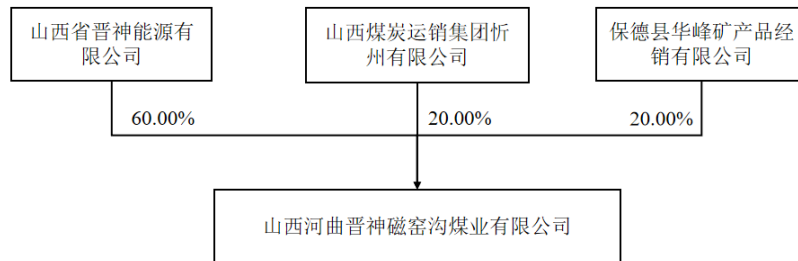 山西省晋神能源有
限公司
山西煤炭运销集团忻
州有限公司
保德县华峰矿产品经
销有限公司
60.00%
20.00%
20.00%
山西河曲晋神磁窑沟煤业有限公司